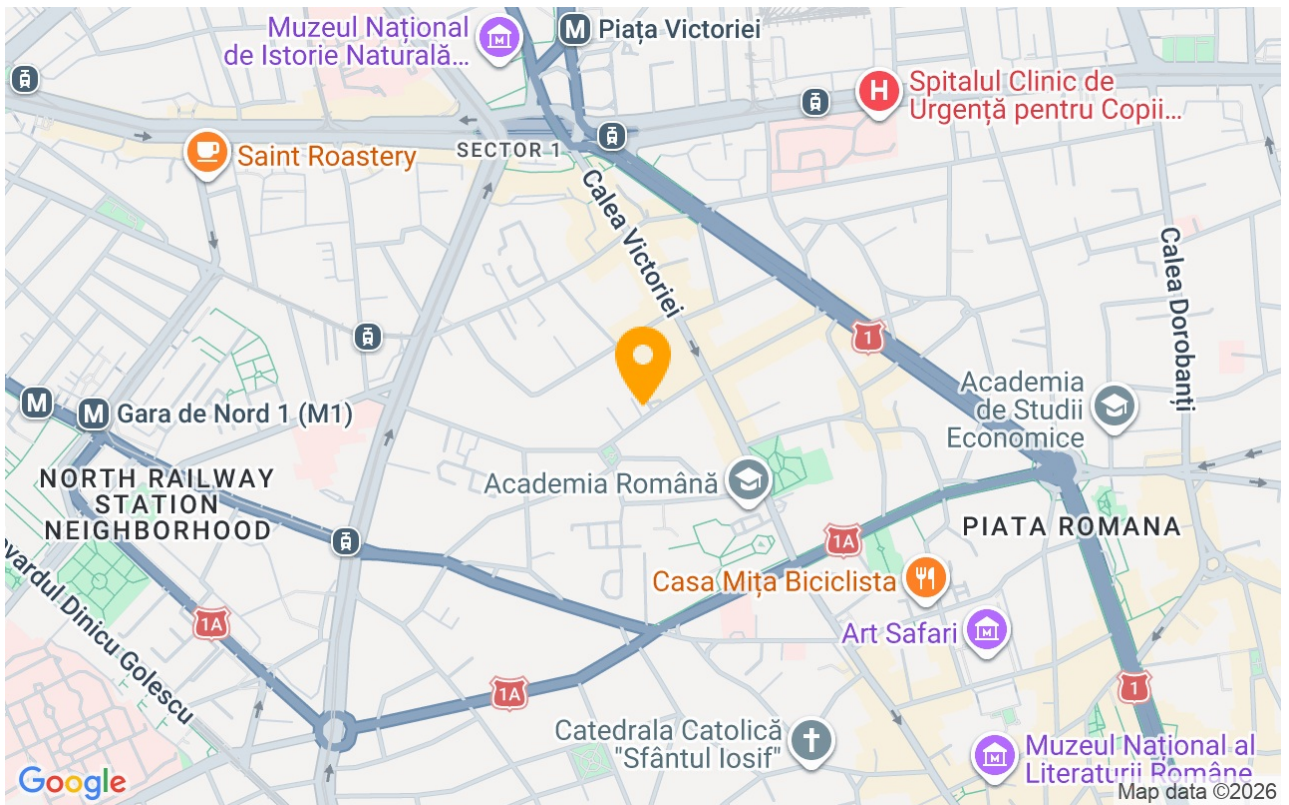 Muzeul Național
de Istorie Naturală...
M
Piața Victoriei
H
Spitalul Clinic de
Urgență pentru Copii...
Saint Roastery
SECTOR 1
Calea Victoriei
Calea Dorobanți
1
M
M
Gara de Nord 1 (M1)
Academia
de Studii
Economice
NORTH RAILWAY
STATION
NEIGHBORHOOD
Academia Română
PIATA ROMANA
1A
Casa Mița Biciclista
ovardul Dinicu Golescu
1A
Art Safari
1A
1
Catedrala Catolică
"Sfântul Iosif"
Muzeul Național al
Literaturii Române
Google
Map data ©2026